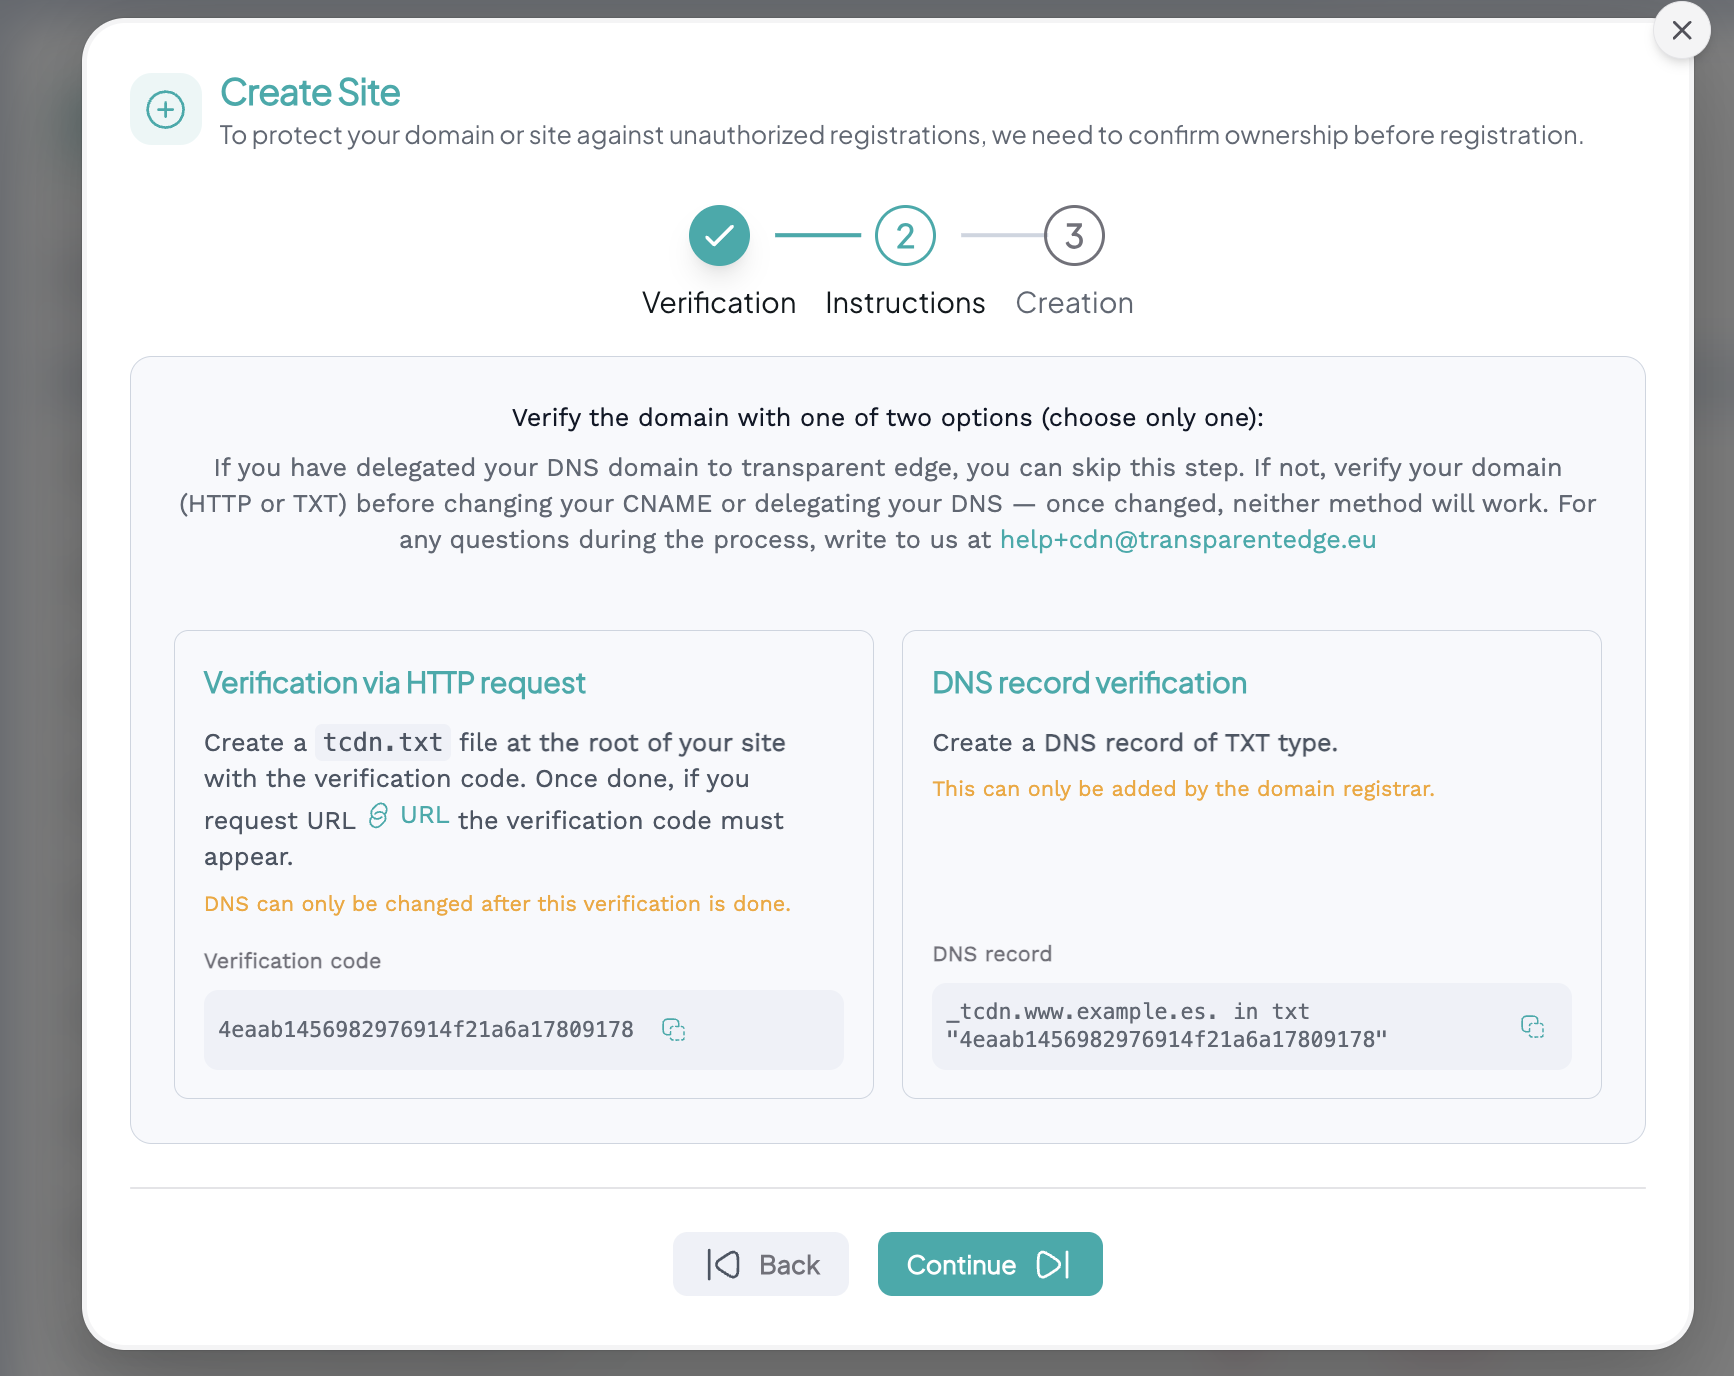 Create Site
To protect your domain or site against unauthorized registrations, we need to confirm ownership before registration.
2
3
Verification
Instructions
Creation
Verify the domain with one of two options (choose only one):
If you have delegated your DNS domain to transparent edge, you can skip this step. If not, verify your domain
(HTTP or TXT) before changing your CNAME or delegating your DNS — once changed, neither method will work. For
any questions during the process, write to us at help+cdn@transparentedge.eu
Verification via HTTP request
Create a tcdn.txt file at the root of your site
with the verification code. Once done, if you
request URL URL the verification code must
appear.
DNS can only be changed after this verification is done.
Verification code
4eaab1456982976914f21a6a17809178
DNS record verification
Create a DNS record of TXT type.
This can only be added by the domain registrar.
DNS record
_tcdn.www.example.es. in txt
"4eaab1456982976914f21a6a17809178"
Back
Continue